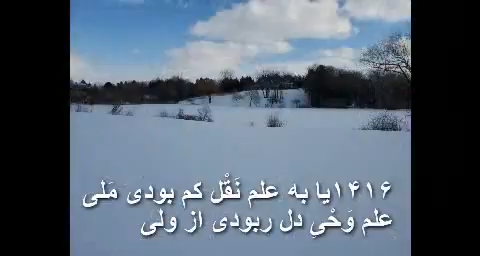 ۱۴۱۶یا به علم نَقْل کم بودی مَلی
علم وَحْیِ دل ربودی از ولی